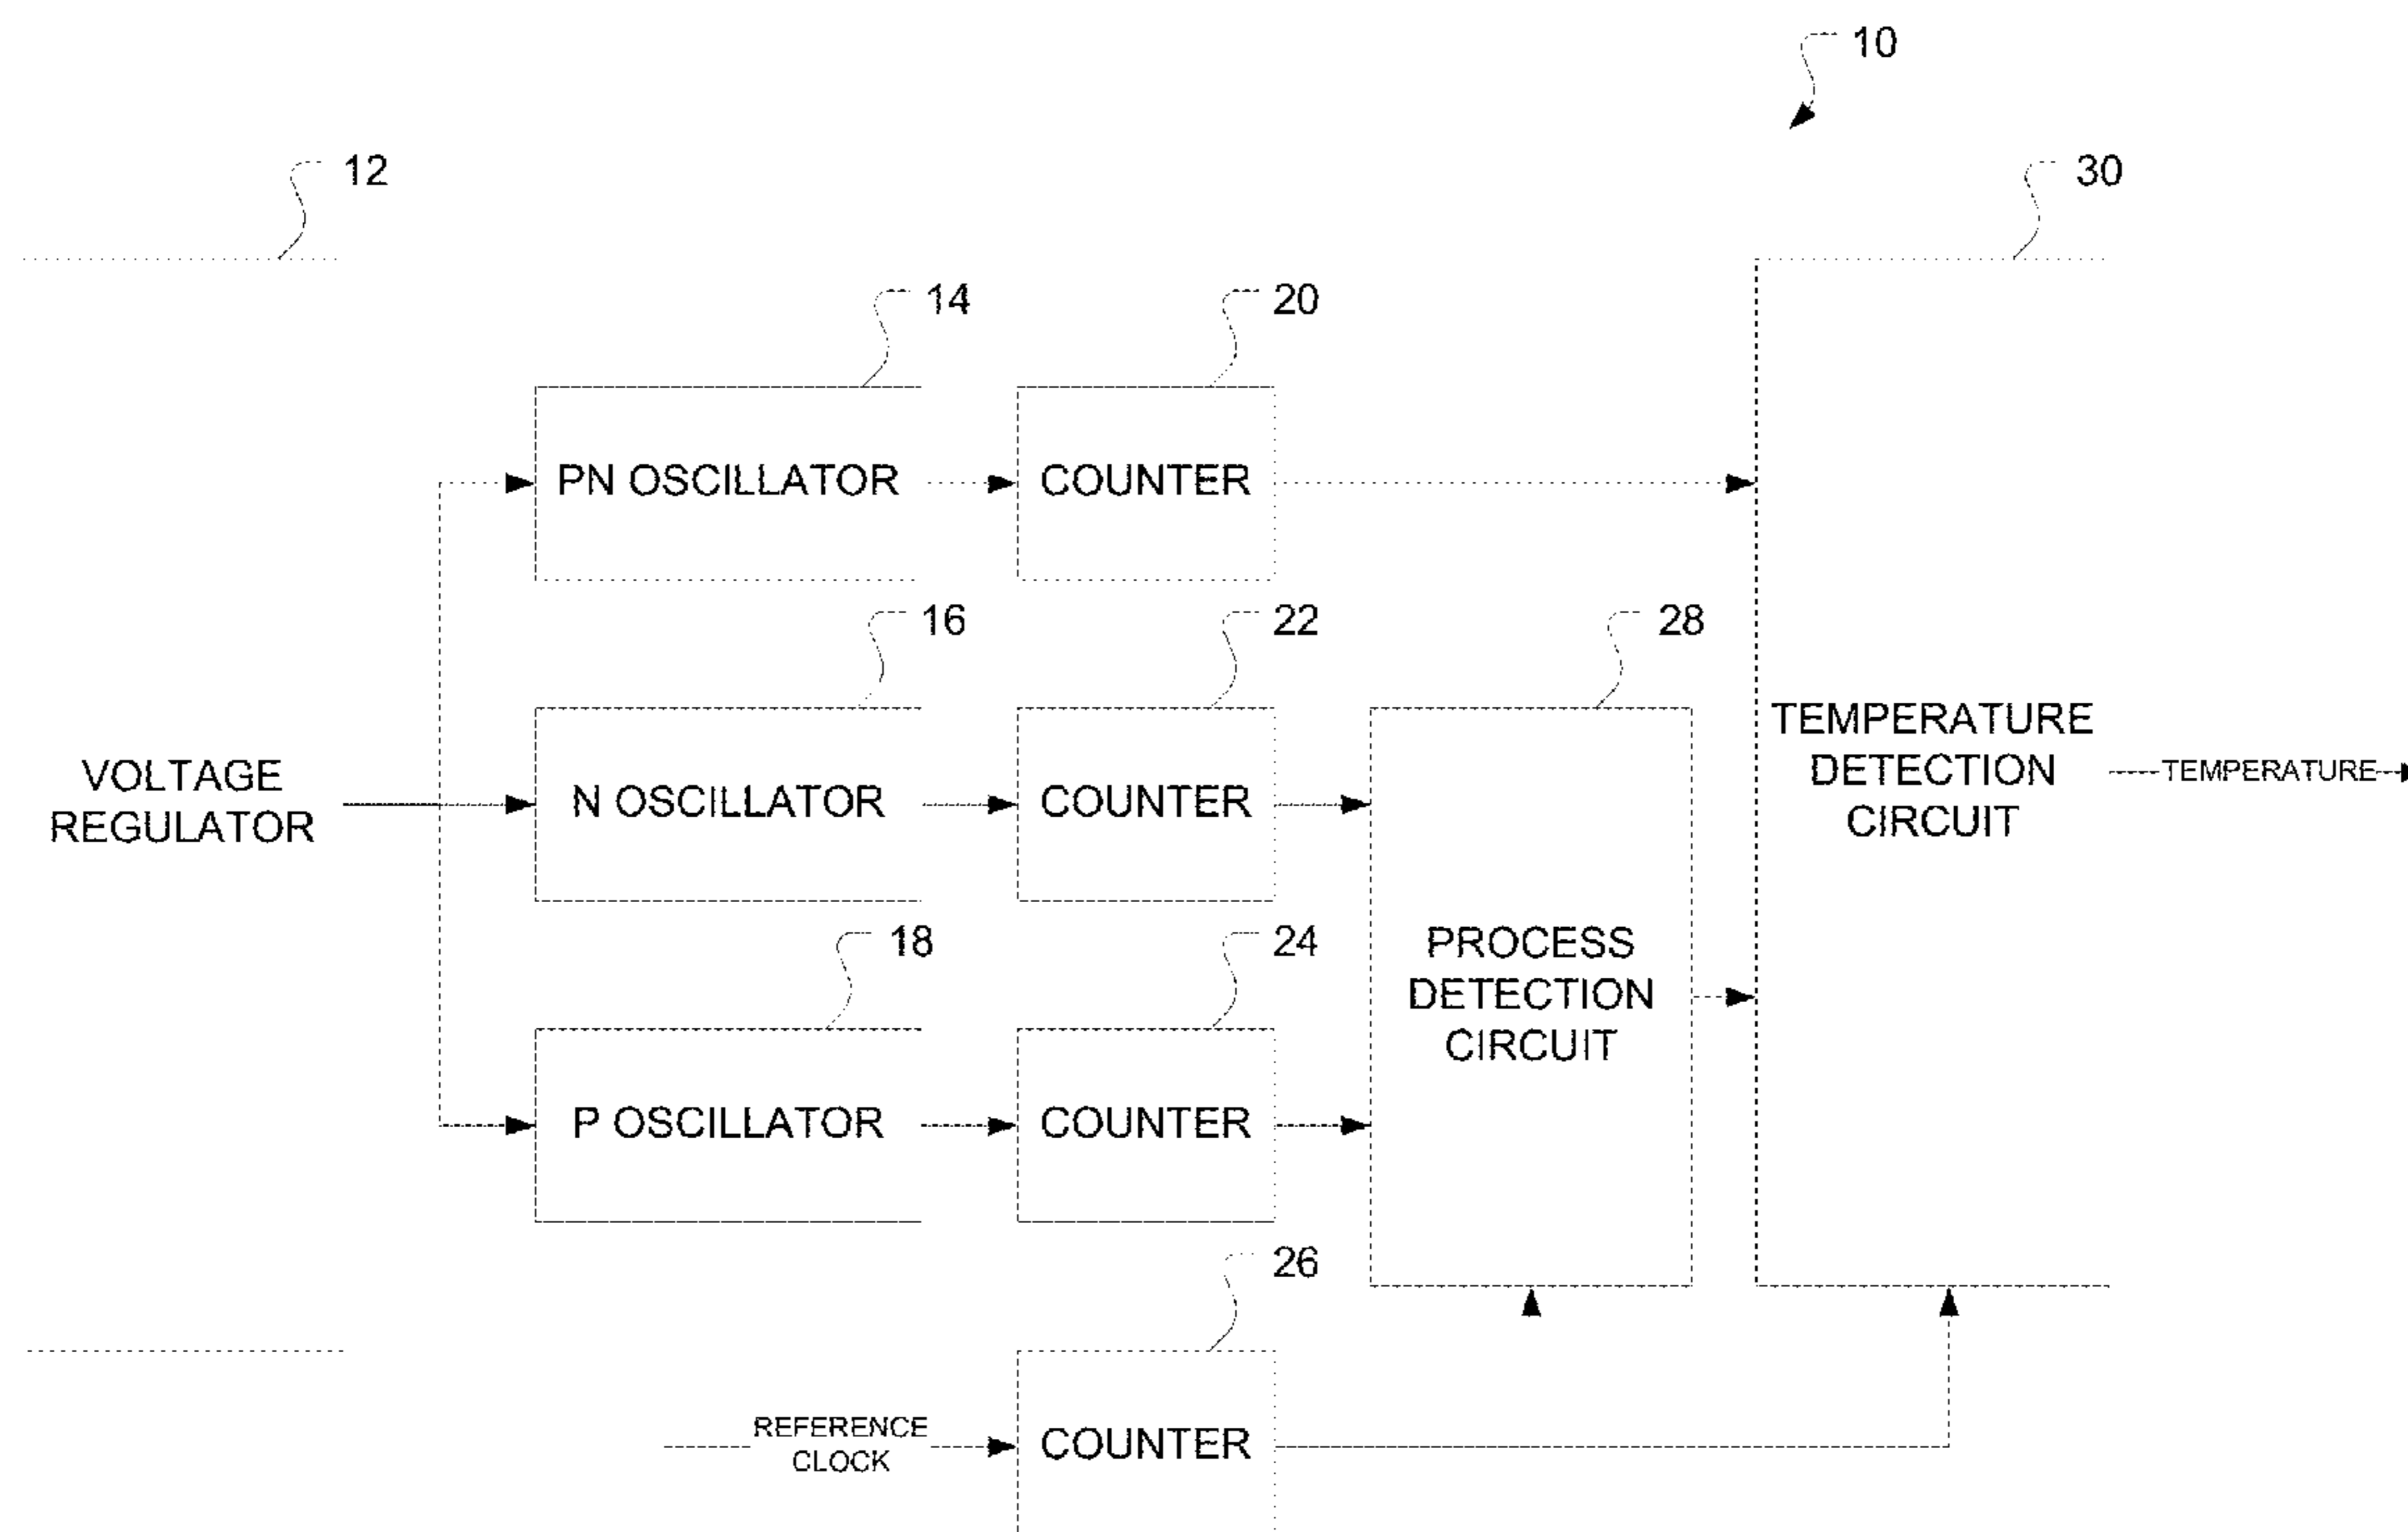 10
12
30
14
20
PN OSCILLATOR
COUNTER
16
22
28
VOLTAGE
REGULATOR
N OSCILLATOR
COUNTER
TEMPERATURE
DETECTION
CIRCUIT
TEMPERATURE
18
24
PROCESS
DETECTION
CIRCUIT
P OSCILLATOR
COUNTER
26
REFERENCE
CLOCK
COUNTER